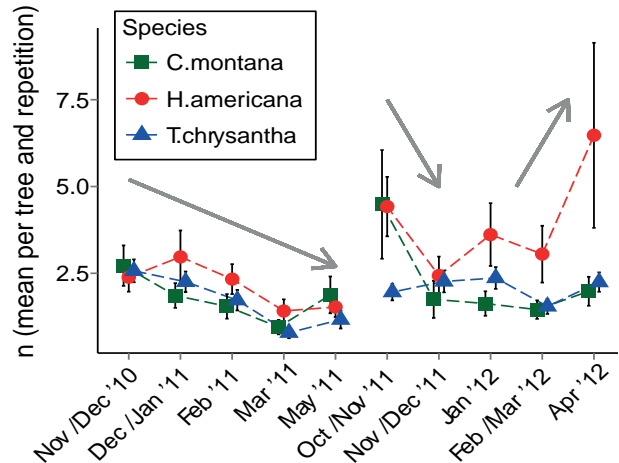 Species
C.montana
H.americana
T.chrysantha
n (mean per tree and repetition)
7.5
5.0
2.5
Nov /Dec '10
Dec /Jan '11
Feb '11
Mar '11
May '11
Oct /Nov '11
Nov /Dec '11
Jan '12
Feb /Mar '12
Apr '12